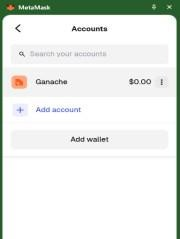 MetaMask
Accounts
Search your accounts
Ganache $0.00
Add account
Add wallet